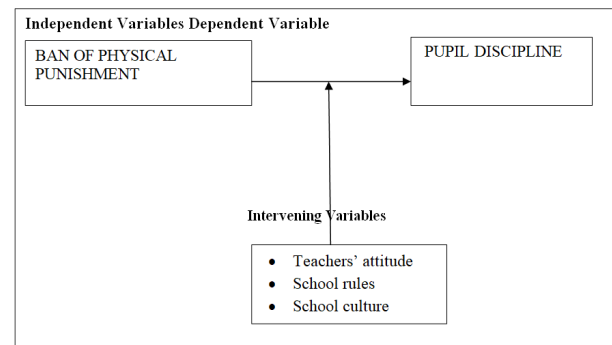 Independent Variables Dependent Variable
BAN OF PHYSICAL
PUNISHMENT
PUPIL DISCIPLINE
Intervening Variables
• Teachers’ attitude
• School rules
• School culture